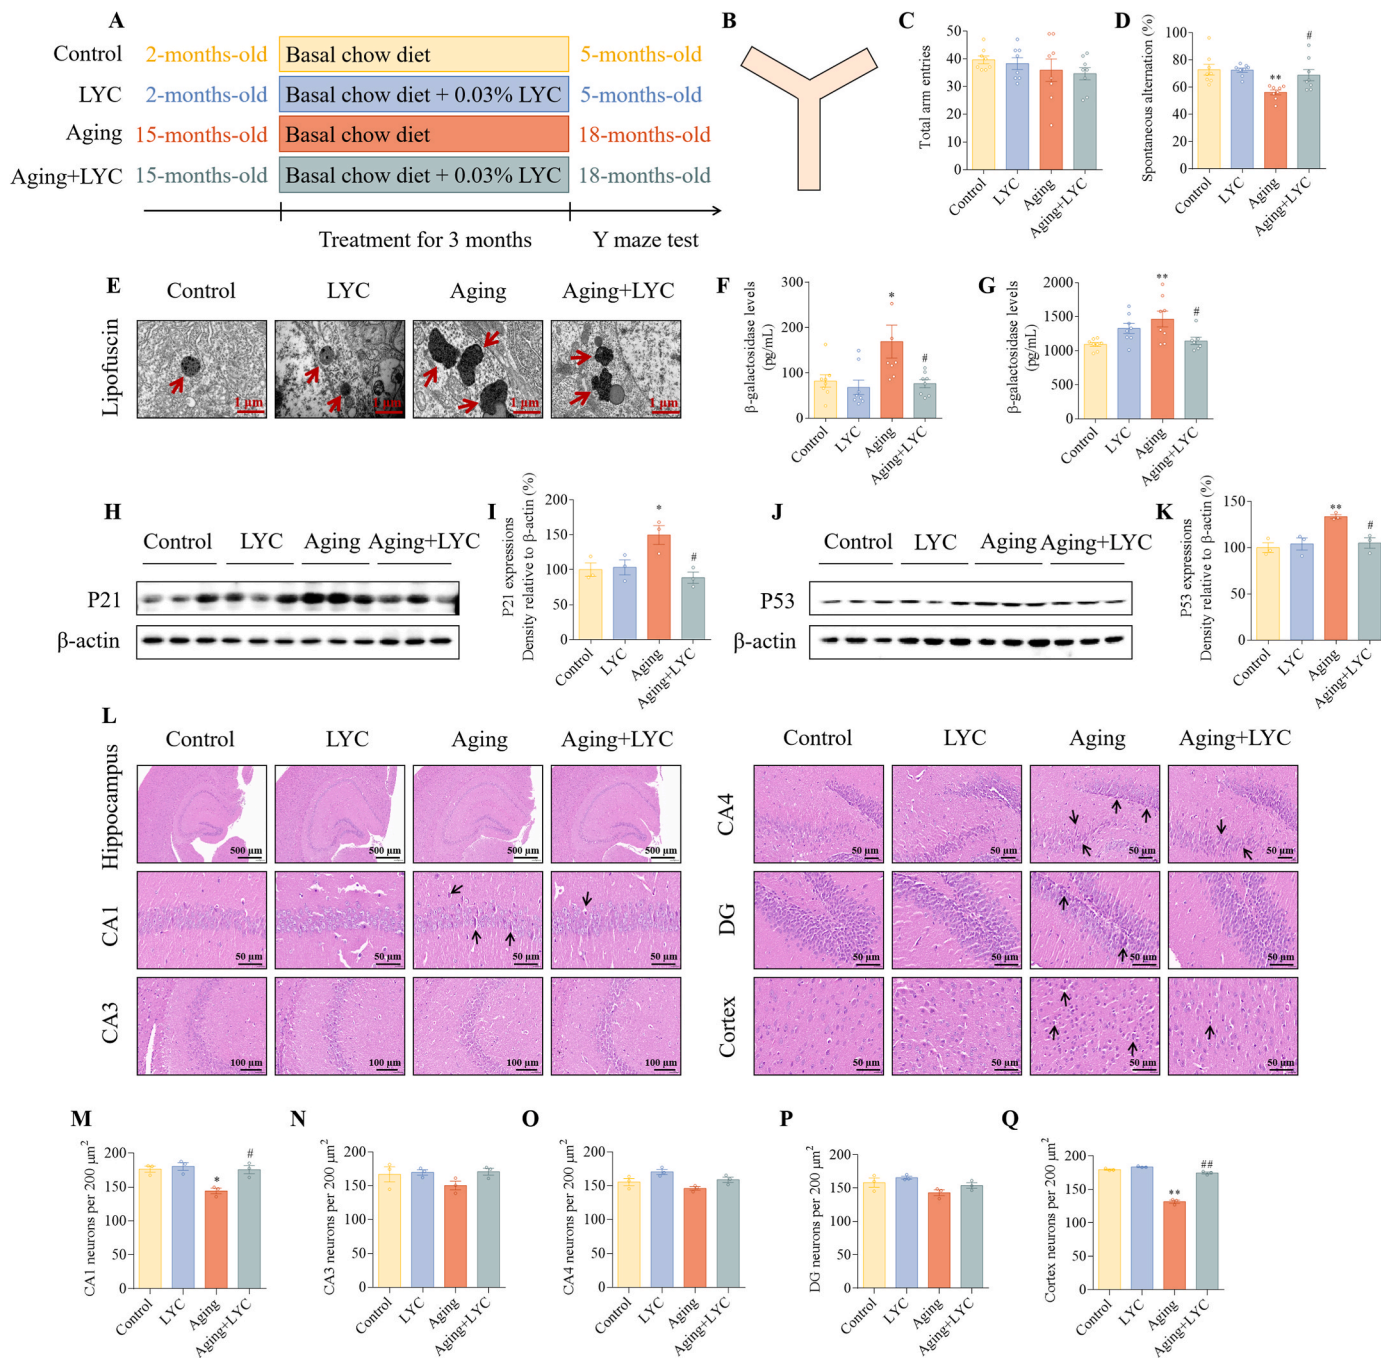 A
Control 2-months-old Basal chow diet 5-months-old
LYC 2-months-old Basal chow diet + 0.03% LYC 5-months-old
Aging 15-months-old Basal chow diet 18-months-old
Aging+LYC 15-months-old Basal chow diet + 0.03% LYC 18-months-old
Treatment for 3 months Y maze test
B
C
Total arm entries
50
40
30
20
10
0
Control LYC Aging Aging+LYC
D
Spontaneous alternation (%)
100
80
60
40
20
0
**
#
Control LYC Aging Aging+LYC
E
Control LYC Aging Aging+LYC
Lipofuscin
1 μm 1 μm 1 μm 1 μm
F
β-galactosidase levels
(pg/mL)
300
200
100
0
*
#
Control LYC Aging Aging+LYC
G
β-galactosidase levels
(pg/mL)
2000
1500
1000
500
0
**
#
Control LYC Aging Aging+LYC
H
Control LYC Aging Aging+LYC
P21
β-actin
I
P21 expressions
Density relative to β-actin (%)
200
150
100
50
0
*
#
Control LYC Aging Aging+LYC
J
Control LYC Aging Aging+LYC
P53
β-actin
K
P53 expressions
Density relative to β-actin (%)
150
100
50
0
**
#
Control LYC Aging Aging+LYC
L
Control LYC Aging Aging+LYC
Hippocampus
500 μm 500 μm 500 μm 500 μm
CA1
50 μm 50 μm 50 μm 50 μm
CA3
100 μm 100 μm 100 μm 100 μm
Control LYC Aging Aging+LYC
CA4
50 μm 50 μm 50 μm 50 μm
DG
50 μm 50 μm 50 μm 50 μm
Cortex
50 μm 50 μm 50 μm 50 μm
M
CA1 neurons per 200 μm²
200
150
100
50
0
*
#
Control LYC Aging Aging+LYC
N
CA3 neurons per 200 μm²
200
150
100
50
0
Control LYC Aging Aging+LYC
O
CA4 neurons per 200 μm²
200
150
100
50
0
Control LYC Aging Aging+LYC
P
DG neurons per 200 μm²
200
150
100
50
0
Control LYC Aging Aging+LYC
Q
Cortex neurons per 200 μm²
200
150
100
50
0
**
##
Control LYC Aging Aging+LYC